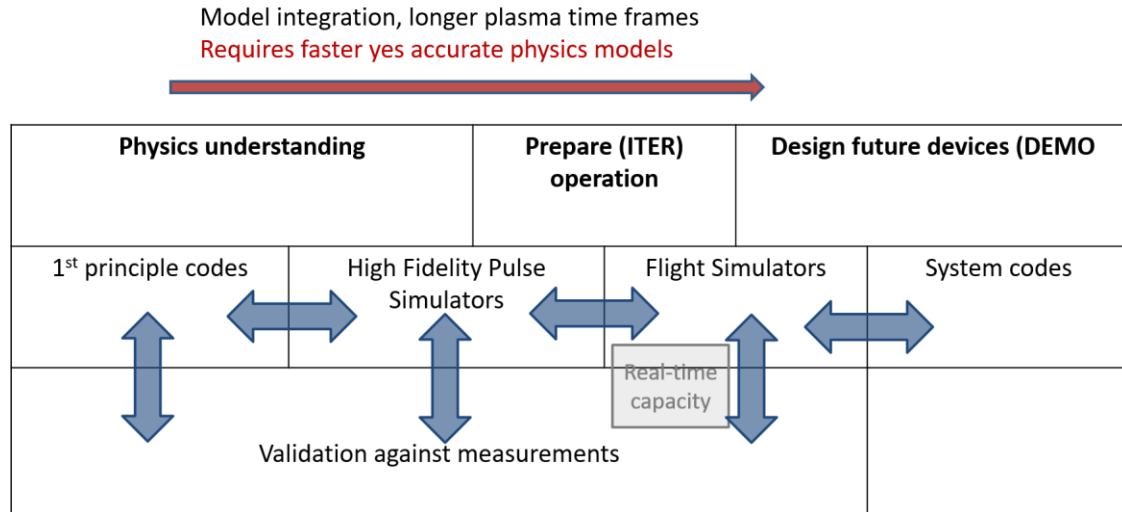 Model integration, longer plasma time frames
Requires faster yes accurate physics models
Physics understanding
Prepare (ITER)
operation
Design future devices (DEMO
1st principle codes
High Fidelity Pulse
Simulators
Flight Simulators
System codes
Real-time
capacity
Validation against measurements